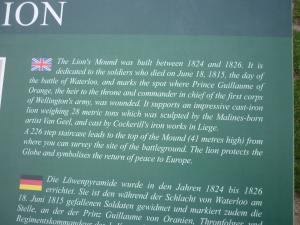 ION
The Lion's Mound was built between 1824 and 1826. It is
dedicated to the soldiers who died on June 18, 1815, the day of
the battle of Waterloo, and marks the spot where Prince Guillaume of
Orange, the heir to the throne and commander in chief of the first corps
of Wellington's army, was wounded. It supports an impressive cast-iron
lion weighing 28 metric tons which was sculpted by the Malines-born
artist Van Geel, and cast by Cockerill's iron works in Liege.
A 226 step staircase leads to the top of the Mound (41 metres high) from
where you can survey the site of the battleground. The lion protects the
Globe and symbolises the return of peace to Europe.
Die Löwenpyramide wurde in den Jahren 1824 bis 1826
errichtet. Sie ist den während der Schlacht von Waterloo am
18. Juni 1815 gefallenen Soldaten gewidmet und markiert zudem die
Stelle, an der der Prinz Guillaume von Oranien, Thronfolger und
Regimentskommandeur der